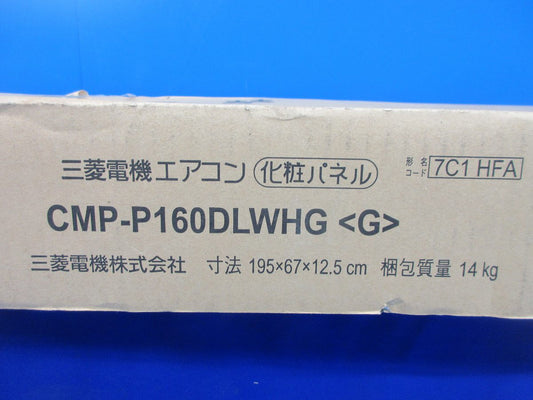 三菱電機エアコン 化粧パネル 形名コード 7C1 HFA
CMP-P160DLWHG <G>
三菱電機株式会社 寸法 195×67×12.5 cm 梱包質量 14 kg